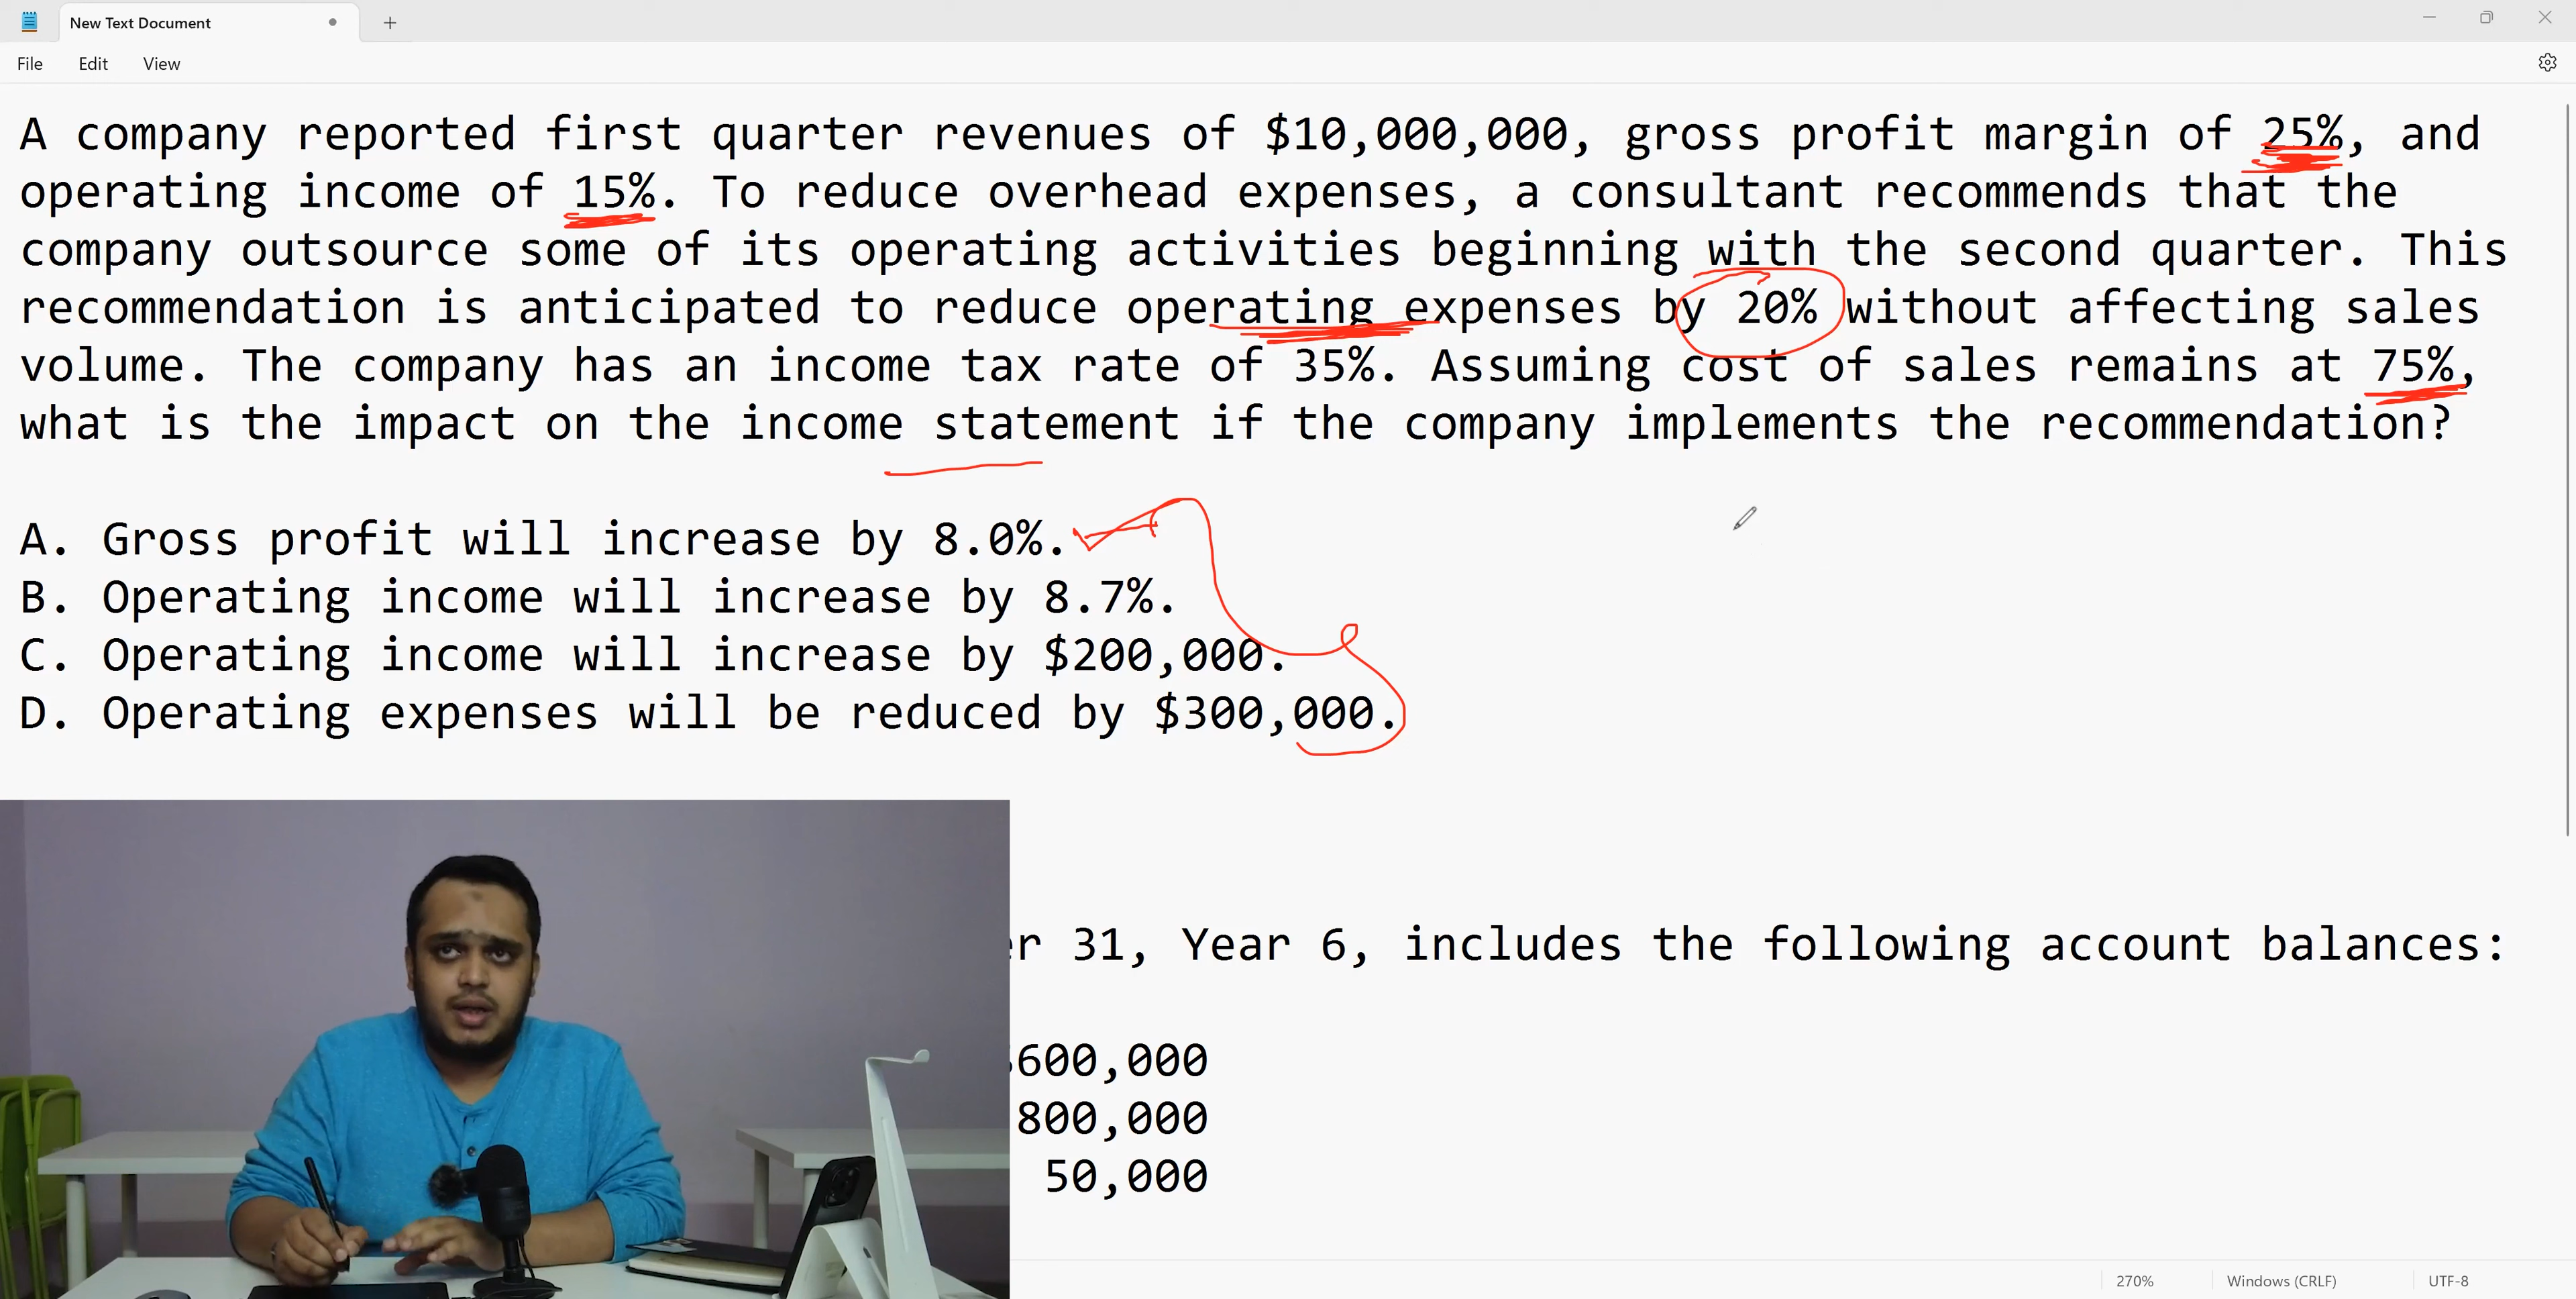 New Text Document
File Edit View
A company reported first quarter revenues of $10,000,000, gross profit margin of 25%, and
operating income of 15%. To reduce overhead expenses, a consultant recommends that the
company outsource some of its operating activities beginning with the second quarter. This
recommendation is anticipated to reduce operating expenses by 20% without affecting sales
volume. The company has an income tax rate of 35%. Assuming cost of sales remains at 75%,
what is the impact on the income statement if the company implements the recommendation?
A. Gross profit will increase by 8.0%.
B. Operating income will increase by 8.7%.
C. Operating income will increase by $200,000.
D. Operating expenses will be reduced by $300,000.
31, Year 6, includes the following account balances:
600,000
800,000
50,000
270% Windows (CRLF) UTF-8